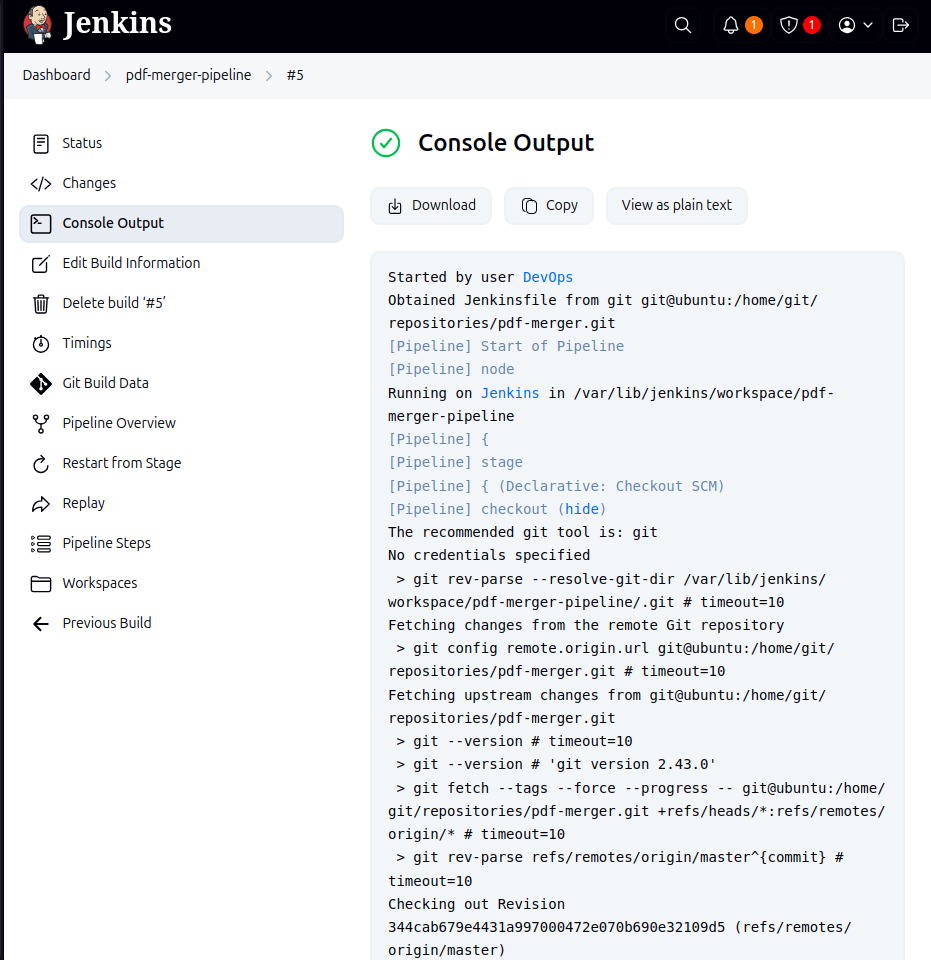 Jenkins
1
1
Dashboard
pdf-merger-pipeline
#5
Status
Changes
Console Output
Edit Build Information
Delete build ‘#5’
Timings
Git Build Data
Pipeline Overview
Restart from Stage
Replay
Pipeline Steps
Workspaces
Previous Build
Console Output
Download
Copy
View as plain text
Started by user DevOps
Obtained Jenkinsfile from git git@ubuntu:/home/git/
repositories/pdf-merger.git
[Pipeline] Start of Pipeline
[Pipeline] node
Running on Jenkins in /var/lib/jenkins/workspace/pdf-
merger-pipeline
[Pipeline] {
[Pipeline] stage
[Pipeline] { (Declarative: Checkout SCM)
[Pipeline] checkout (hide)
The recommended git tool is: git
No credentials specified
 > git rev-parse --resolve-git-dir /var/lib/jenkins/
workspace/pdf-merger-pipeline/.git # timeout=10
Fetching changes from the remote Git repository
 > git config remote.origin.url git@ubuntu:/home/git/
repositories/pdf-merger.git # timeout=10
Fetching upstream changes from git@ubuntu:/home/git/
repositories/pdf-merger.git
 > git --version # timeout=10
 > git --version # 'git version 2.43.0'
 > git fetch --tags --force --progress -- git@ubuntu:/home/
git/repositories/pdf-merger.git +refs/heads/*:refs/remotes/
origin/* # timeout=10
 > git rev-parse refs/remotes/origin/master^{commit} #
timeout=10
Checking out Revision
344cab679e4431a997000472e070b690e32109d5 (refs/remotes/
origin/master)